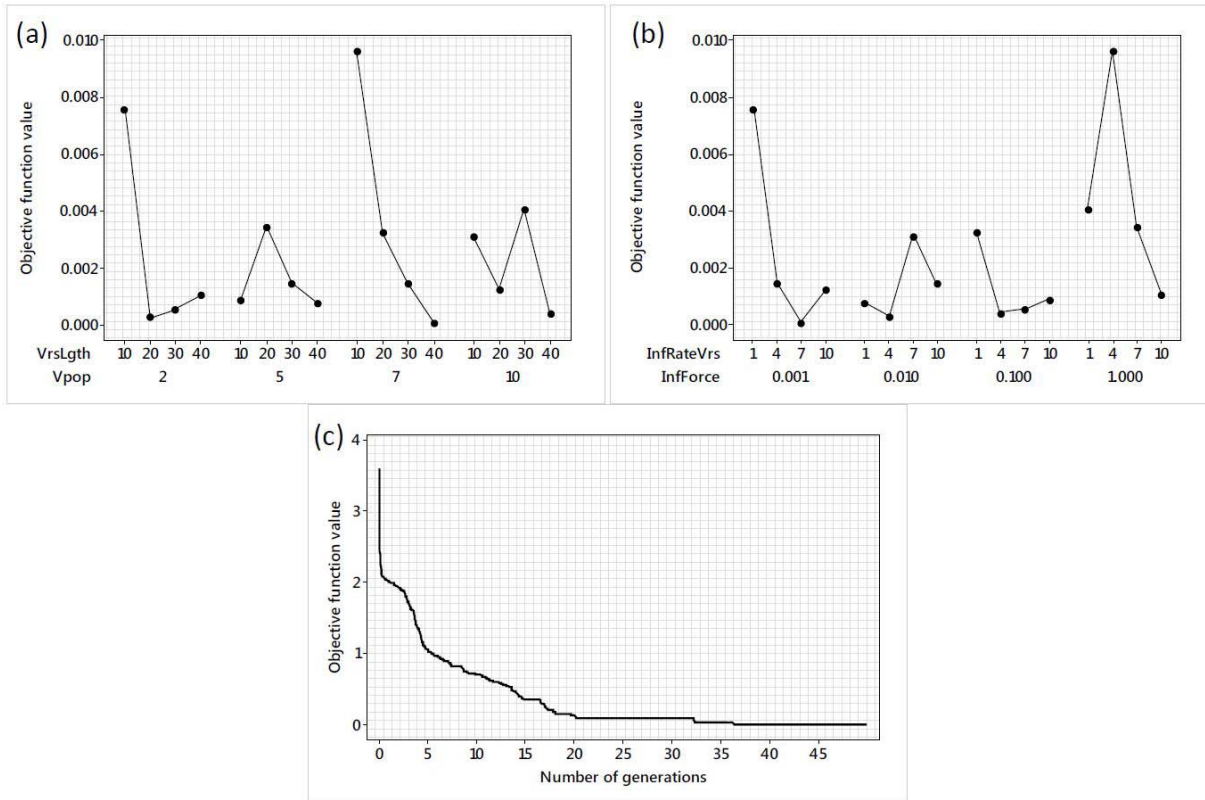 (a)
Objective function value
0.010
0.008
0.006
0.004
0.002
0.000
VrsLgth 10 20 30 40 10 20 30 40 10 20 30 40 10 20 30 40
Vpop 2 5 7 10
(b)
Objective function value
0.010
0.008
0.006
0.004
0.002
0.000
InfRateVrs 1 4 7 10 1 4 7 10 1 4 7 10 1 4 7 10
InfForce 0.001 0.010 0.100 1.000
(c)
Objective function value
4
3
2
1
0
0 5 10 15 20 25 30 35 40 45
Number of generations